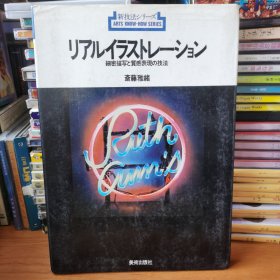 新技法シリーズ
ARTS KNOW-HOW SERIES
リアルイラストレーション
細密描写と質感表現の技法
斎藤雅緒
Ruth
Gum's
美術出版社